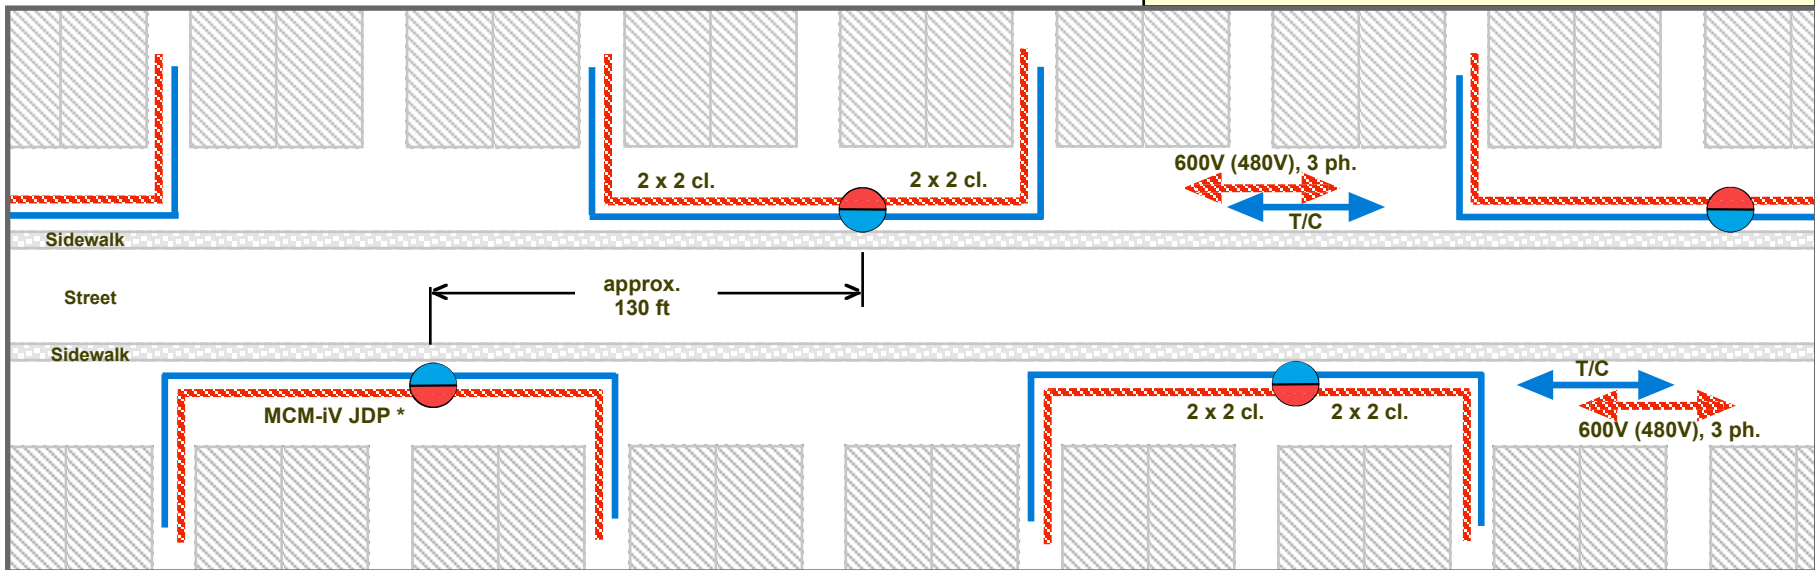 600V (480V), 3 ph.
2 x 2 cl.
2 x 2 cl.
T/C
Sidewalk
approx.
130 ft
Street
Sidewalk
T/C
MCM-iV JDP *
2 x 2 cl.
2 x 2 cl.
600V (480V), 3 ph.